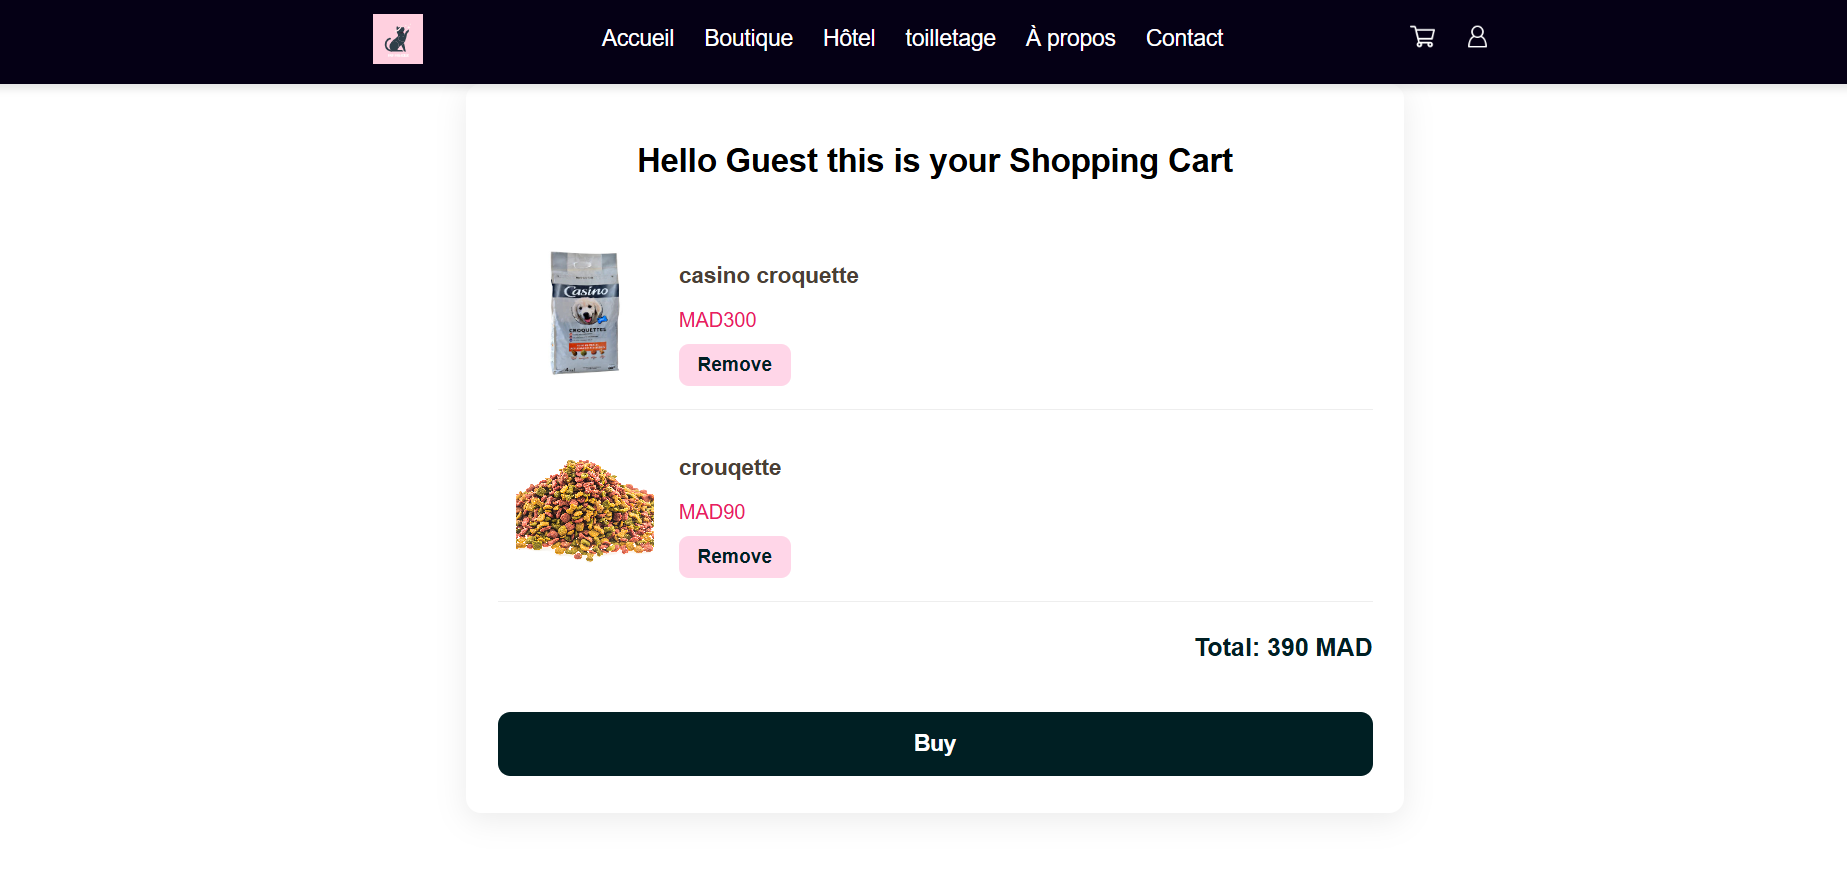 Accueil Boutique Hôtel toilletage À propos Contact
Hello Guest this is your Shopping Cart
Casino
CROQUETTES
casino croquette
MAD300
Remove
crouqette
MAD90
Remove
Total: 390 MAD
Buy